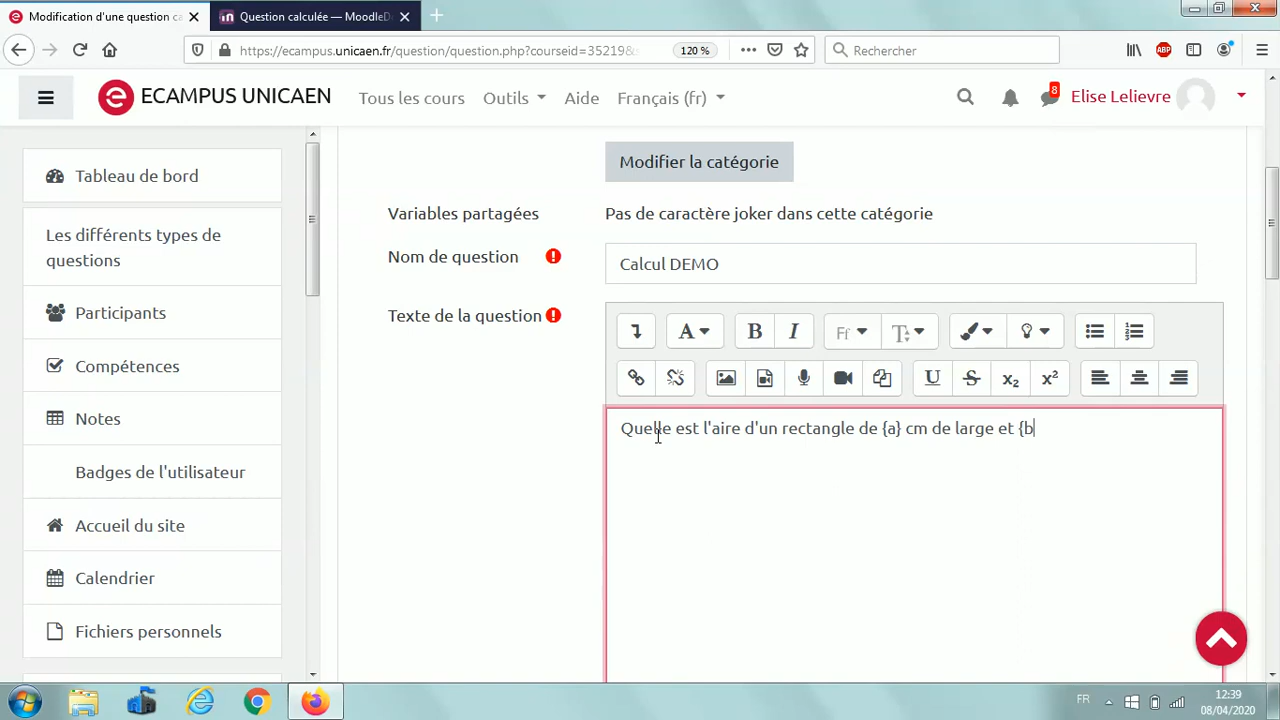 Modification d'une question ca
Question calculée — MoodleD
https://ecampus.unicaen.fr/question/question.php?courseid=35219&
120 %
Rechercher
ABP
ECAMPUS UNICAEN
Tous les cours
Outils
Aide
Français (fr)
8
Elise Lelievre
Tableau de bord
Les différents types de
questions
Participants
Compétences
Notes
Badges de l'utilisateur
Accueil du site
Calendrier
Fichiers personnels
Modifier la catégorie
Variables partagées
Pas de caractère joker dans cette catégorie
Nom de question
Calcul DEMO
Texte de la question
Quelle est l'aire d'un rectangle de {a} cm de large et {b
FR
12:39
08/04/2020